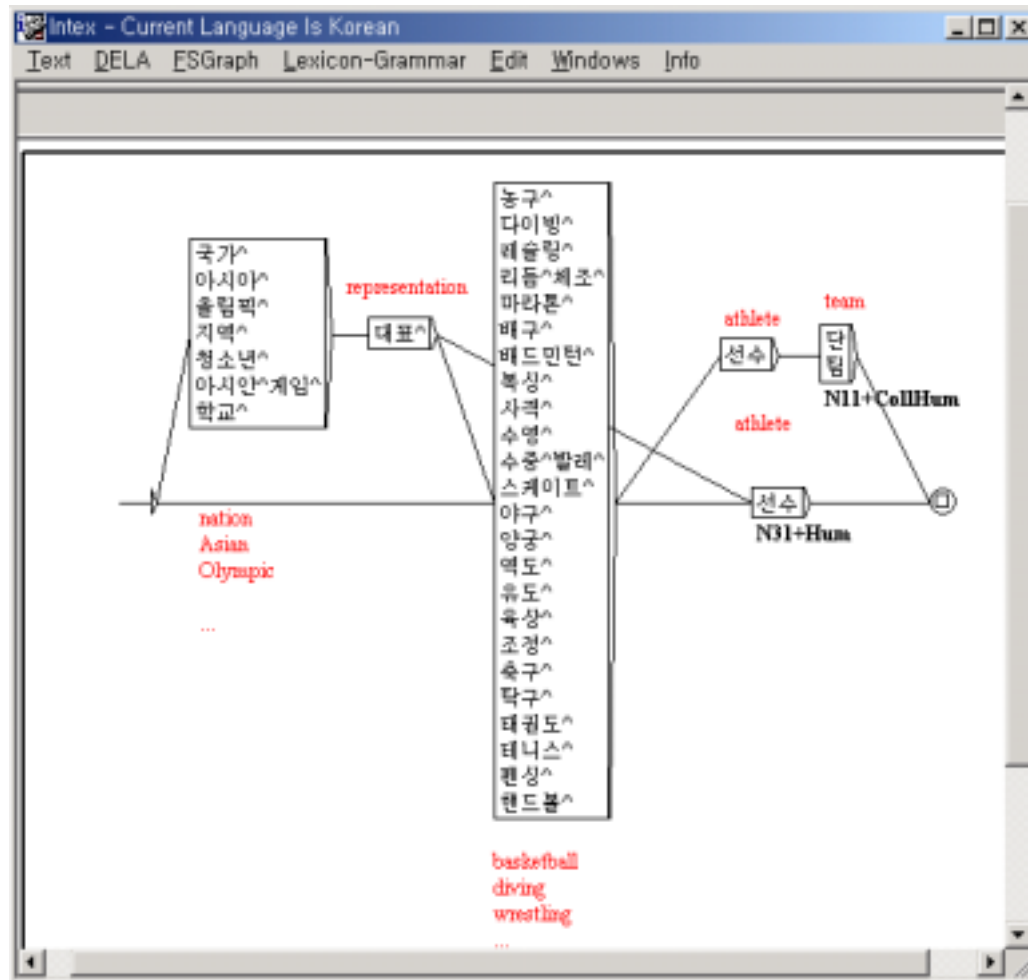 Intex - Current Language Is Korean
Text DELA FSGraph Lexicon-Grammar Edit Windows Info
국가^
아시아^
올림픽^
지역^
청소년^
아시안^게임^
학교^
nation
Asian
Olympic
...
representation
대표^
농구^
다이빙^
레슬링^
리듬^체조^
마라톤^
배구^
배드민턴^
복싱^
사격^
수영^
수중^발레^
스케이트^
야구^
양궁^
역도^
유도^
육상^
조정^
축구^
탁구^
태권도^
테니스^
펜싱^
핸드볼^
basketball
diving
wrestling
...
athlete
선수
team
단
팀
N11+CollHum
athlete
선수
N31+Hum